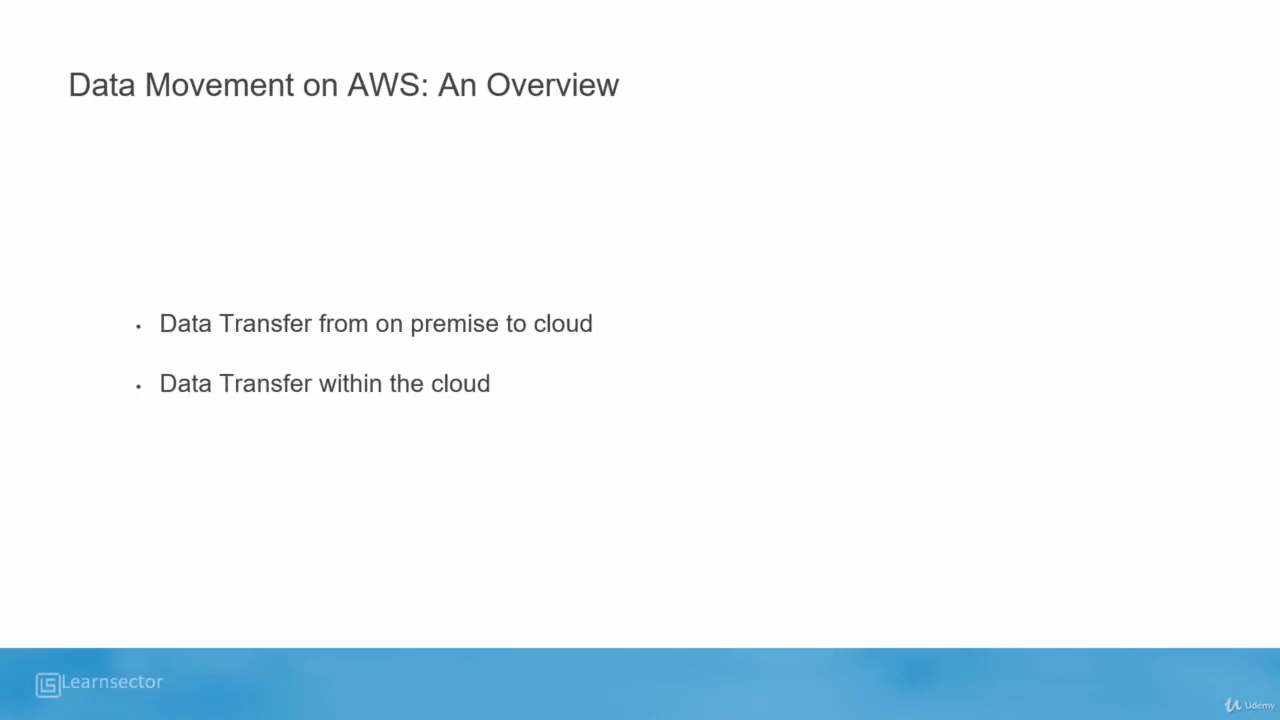 Data Movement on AWS: An Overview
• Data Transfer from on premise to cloud
• Data Transfer within the cloud
LS Learnsector
Udemy